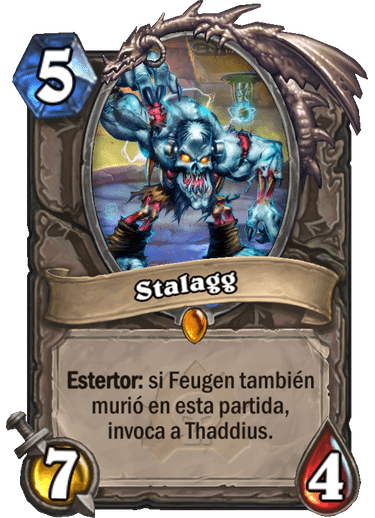 5
Stalagg
Estertor: si Feugen también
murió en esta partida,
invoca a Thaddius.
7
4